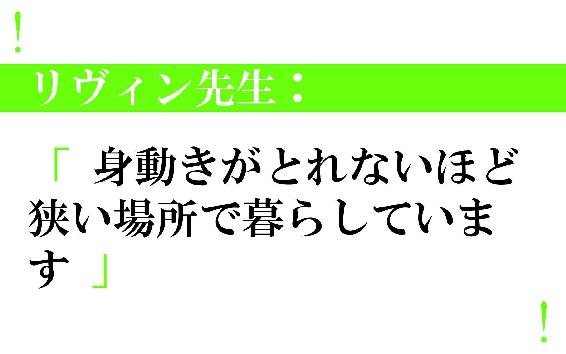 !
リヴィン先生：
「 身動きがとれないほど
狭い場所で暮らしていま
す 」
!